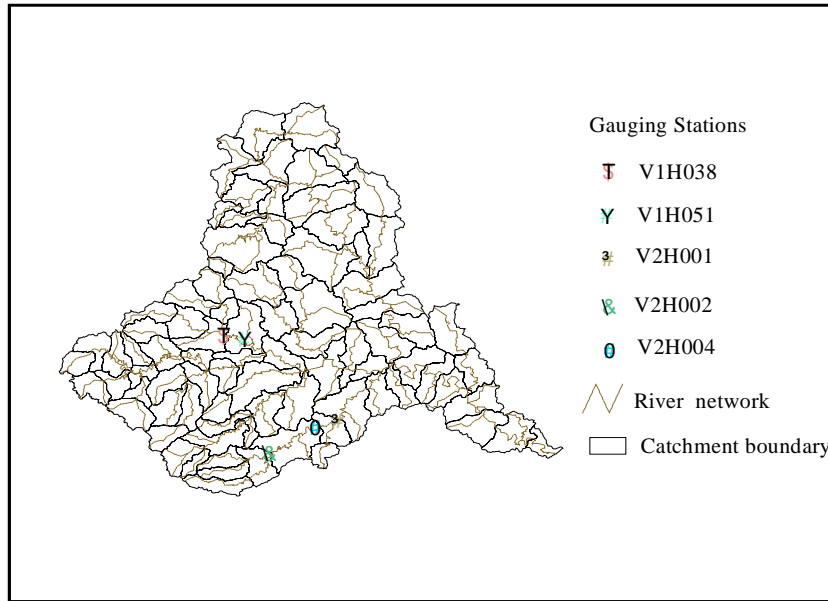 Gauging Stations
V1H038
V1H051
V2H001
V2H002
V2H004
River network
Catchment boundary